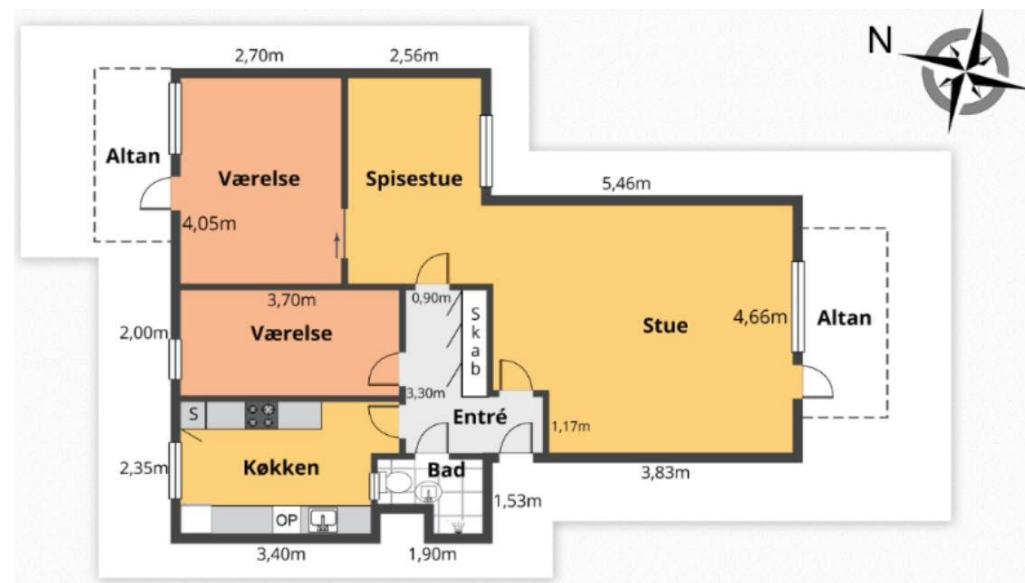 2,70m
2,56m
N
Altan
Værelse
Spisestue
5,46m
4,05m
3,70m
0,90m
2,00m
Værelse
Skab
Stue
4,66m
Altan
3,30m
S
Entré
1,17m
2,35m
Køkken
Bad
3,83m
1,53m
OP
3,40m
1,90m